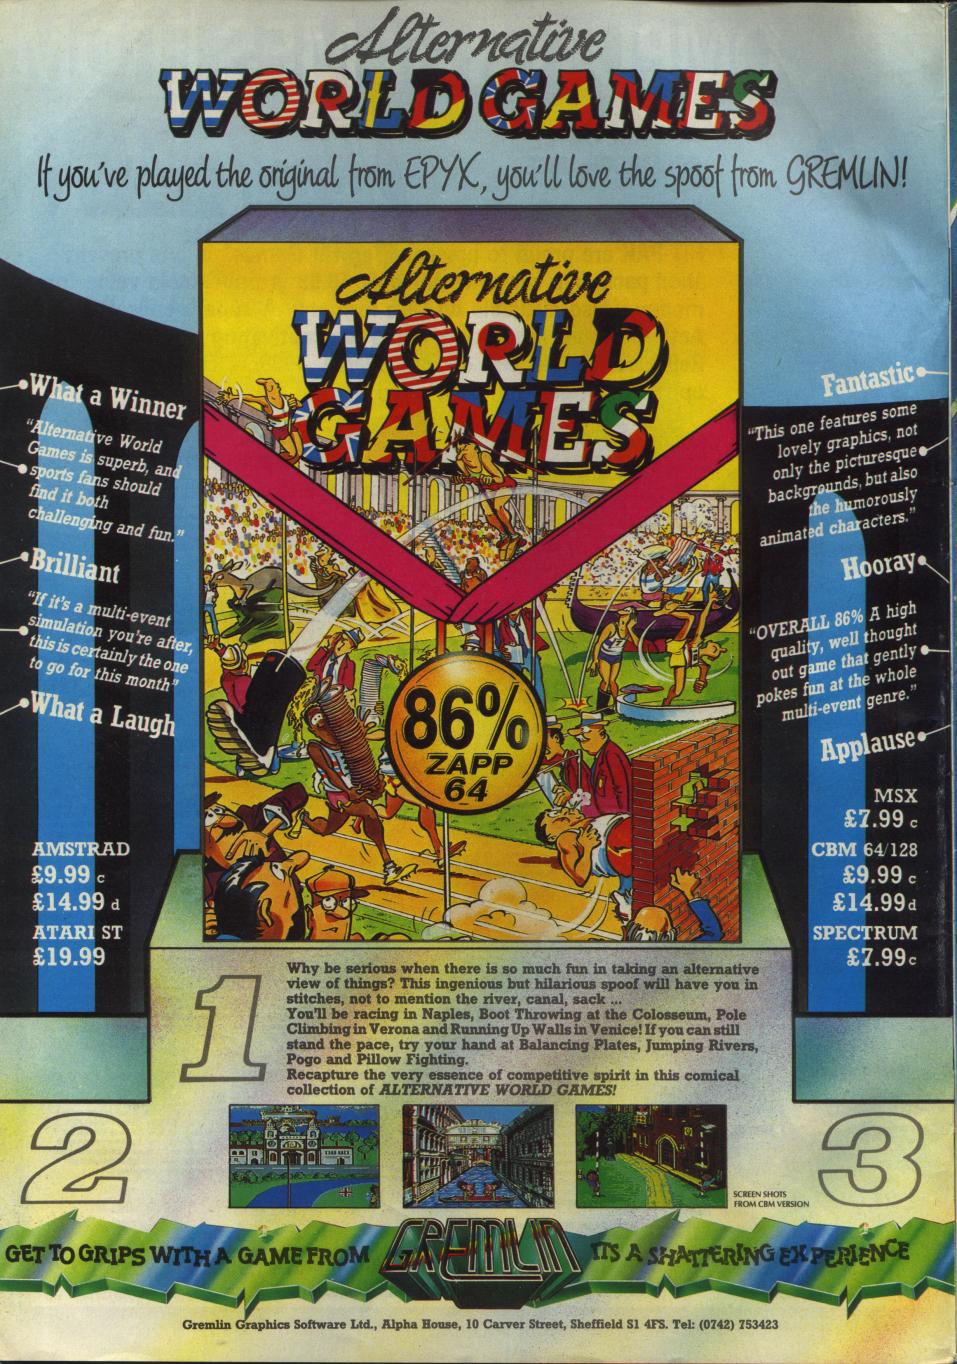 Alternative
WORLD GAMES
If you've played the original from EPYX, you'll love the spoof from GREMLIN!
Alternative
WORLD
GAMES
86%
ZAPP
64
What a Winner
"Alternative World
Games is superb, and
sports fans should
find it both
challenging and fun."
Brilliant
"If it's a multi-event
simulation you're after,
this is certainly the one
to go for this month"
What a Laugh
AMSTRAD
£9.99 c
£14.99 d
ATARI ST
£19.99
Fantastic
"This one features some
lovely graphics, not
only the picturesque
backgrounds, but also
the humorously
animated characters."
Hooray
"OVERALL 86% A high
quality, well thought
out game that gently
pokes fun at the whole
multi-event genre."
Applause
MSX
£7.99 c
CBM 64/128
£9.99 c
£14.99 d
SPECTRUM
£7.99 c
1
Why be serious when there is so much fun in taking an alternative
view of things? This ingenious but hilarious spoof will have you in
stitches, not to mention the river, canal, sack ...
You'll be racing in Naples, Boot Throwing at the Colosseum, Pole
Climbing in Verona and Running Up Walls in Venice! If you can still
stand the pace, try your hand at Balancing Plates, Jumping Rivers,
Pogo and Pillow Fighting.
Recapture the very essence of competitive spirit in this comical
collection of ALTERNATIVE WORLD GAMES!
2
3
SCREEN SHOTS
FROM CBM VERSION
GET TO GRIPS WITH A GAME FROM
GREMLIN
ITS A SHATTERING EXPERIENCE
Gremlin Graphics Software Ltd., Alpha House, 10 Carver Street, Sheffield S1 4FS. Tel: (0742) 753423